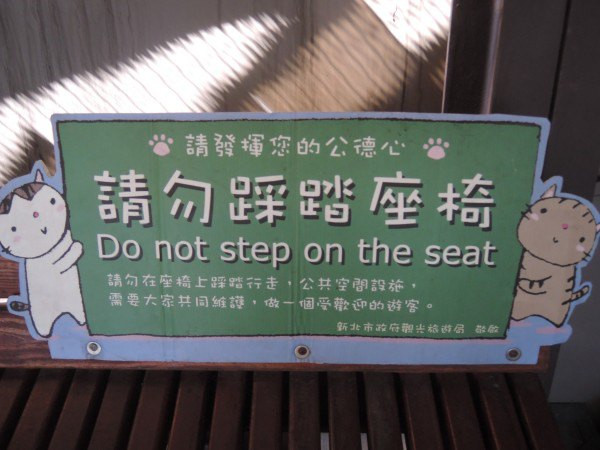 請發揮您的公德心
請勿踩踏座椅
Do not step on the seat
請勿在座椅上踩踏行走，公共空間設施，
需要大家共同維護，做一個受歡迎的遊客。
新北市政府觀光旅遊局 敬啟